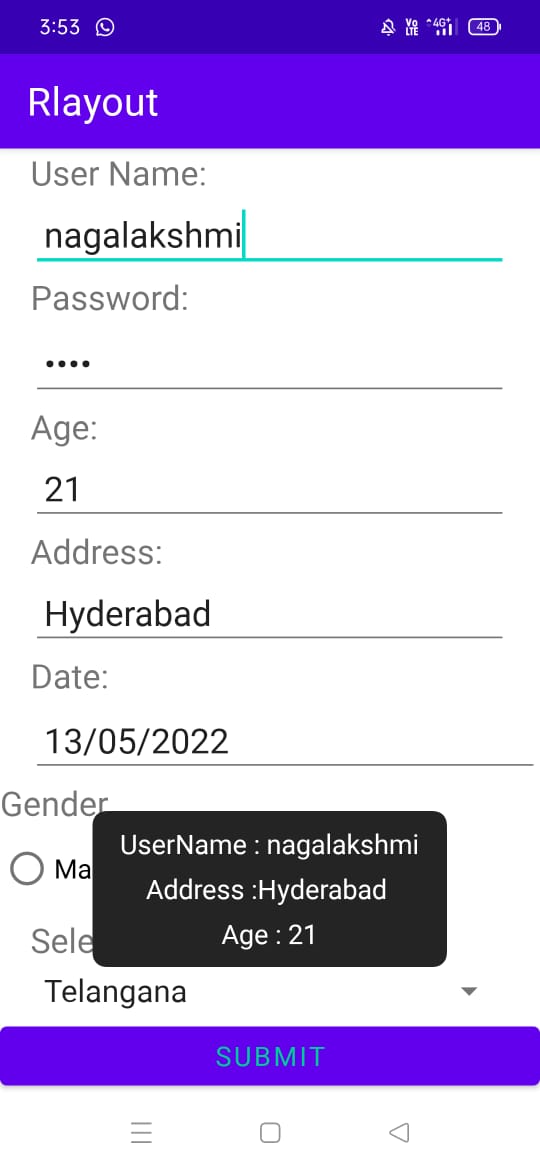 3:53 VO LTE 4G+ 48
Rlayout
User Name:
nagalakshmi
Password:
••••
Age:
21
Address:
Hyderabad
Date:
13/05/2022
Gender
UserName : nagalakshmi
Ma
Address :Hyderabad
Age : 21
Sele
Telangana
SUBMIT